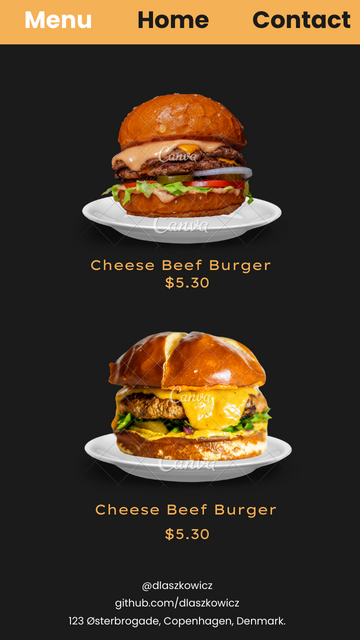 Menu Home Contact
Canva
Canva
Cheese Beef Burger
$5.30
Canva
Canva
Cheese Beef Burger
$5.30
@dlaszkowicz
github.com/dlaszkowicz
123 Østerbrogade, Copenhagen, Denmark.